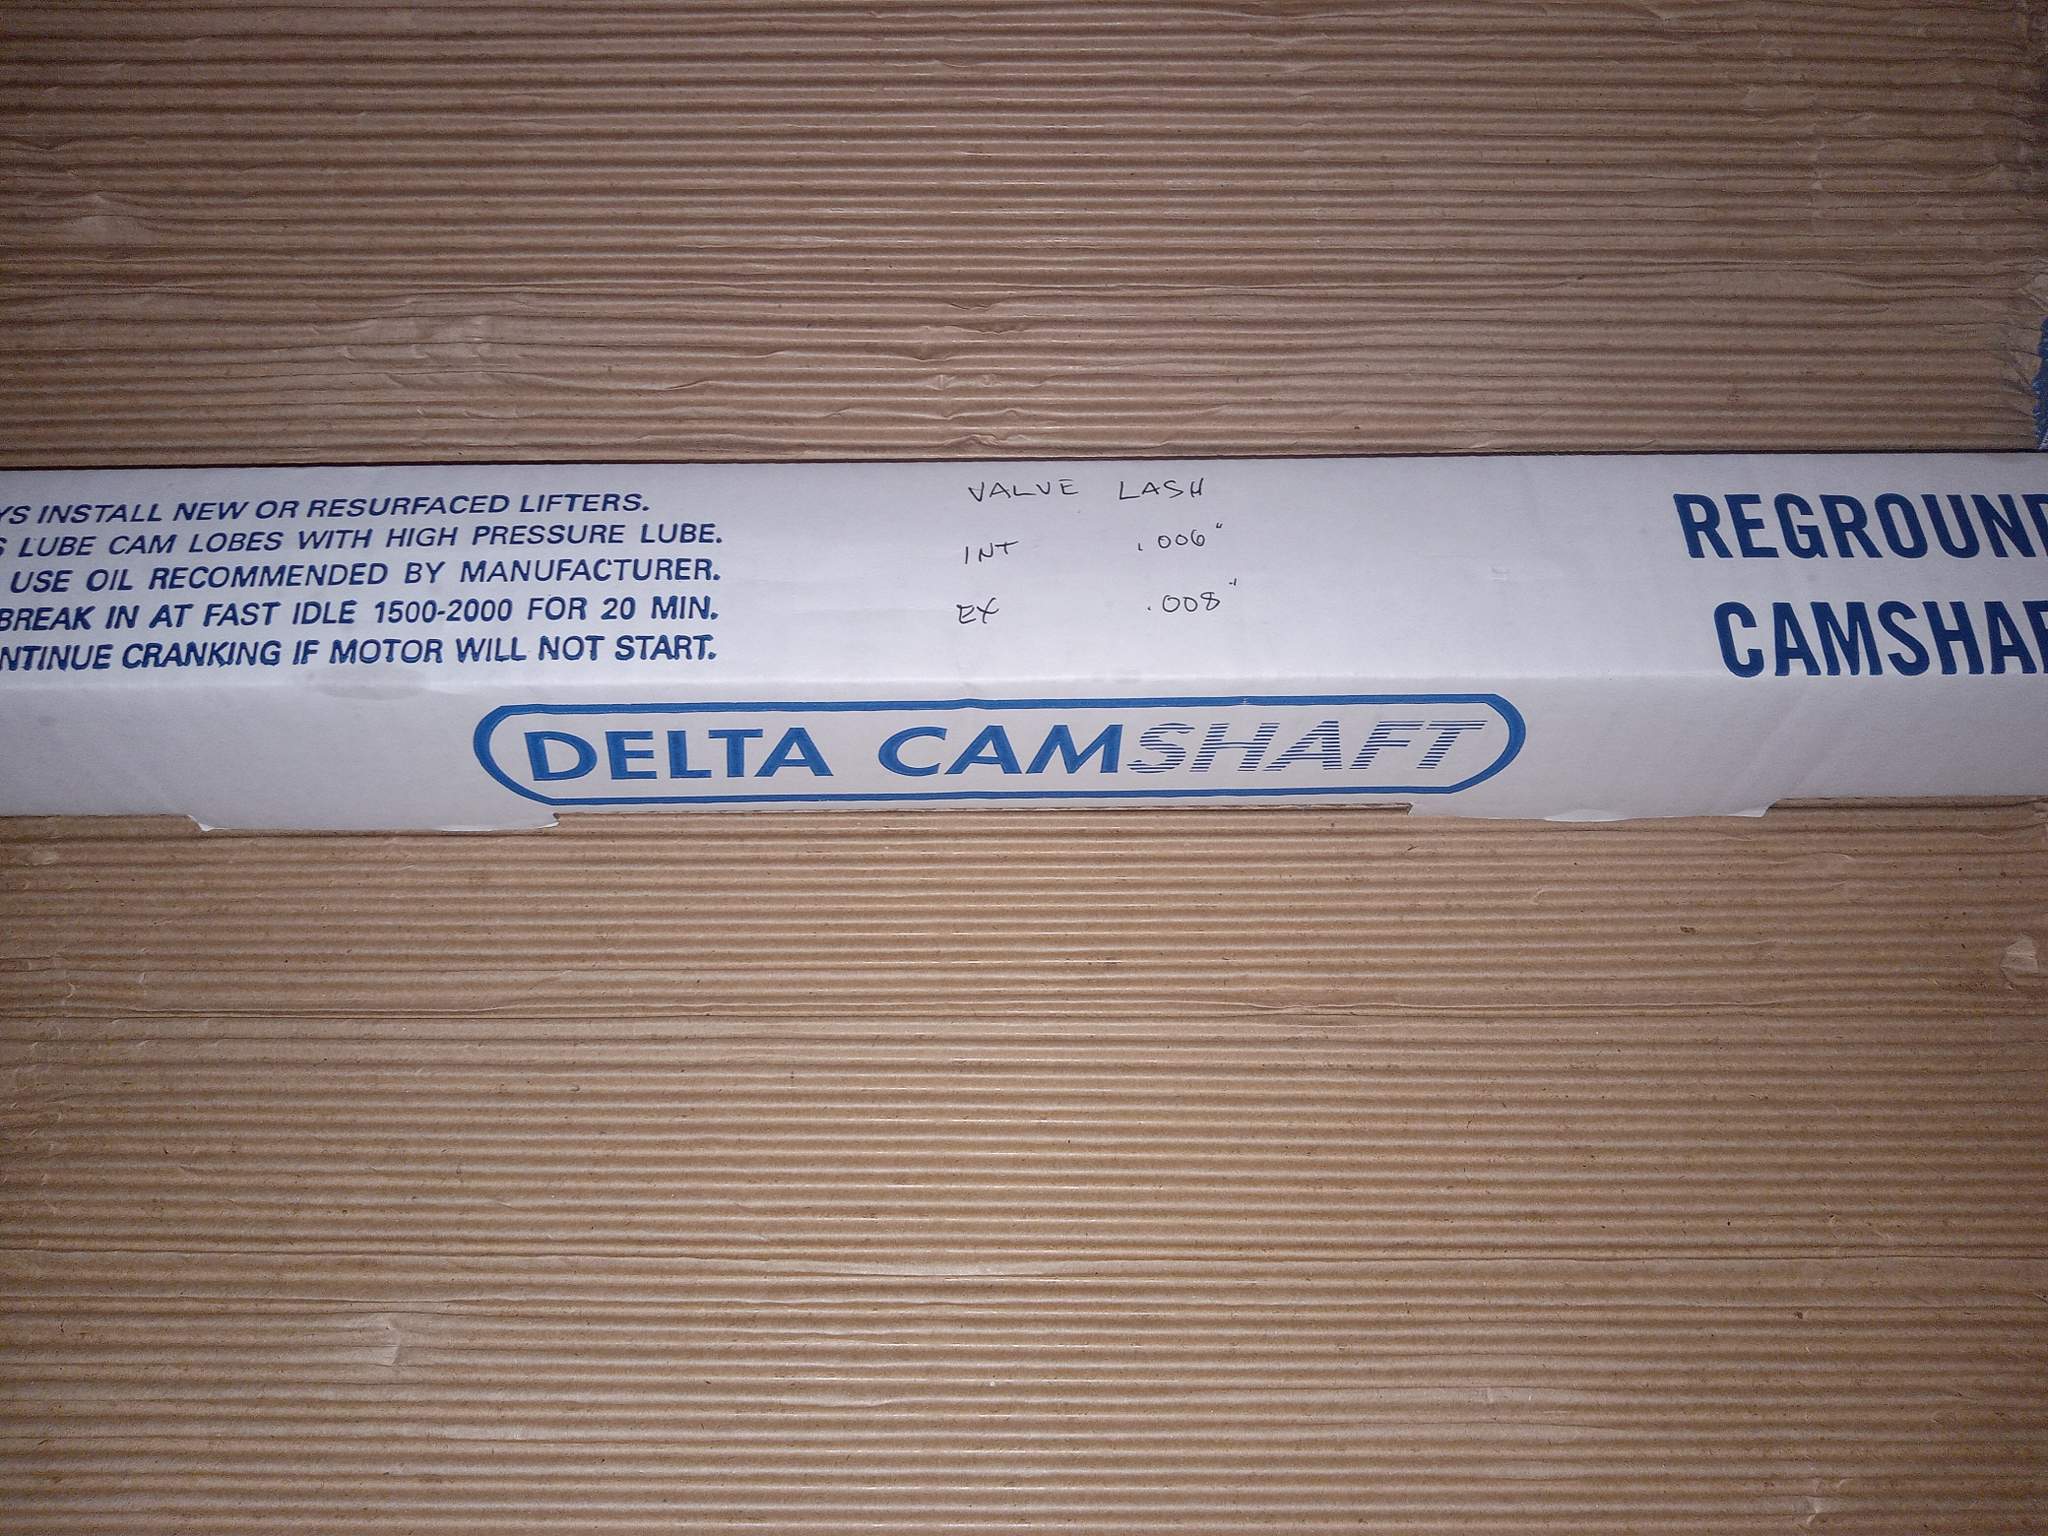 YS INSTALL NEW OR RESURFACED LIFTERS.
S LUBE CAM LOBES WITH HIGH PRESSURE LUBE.
USE OIL RECOMMENDED BY MANUFACTURER.
BREAK IN AT FAST IDLE 1500-2000 FOR 20 MIN.
NTINUE CRANKING IF MOTOR WILL NOT START.
VALVE LASH
INT .006"
EX .008"
REGROUND
CAMSHAF
DELTA CAMSHAFT